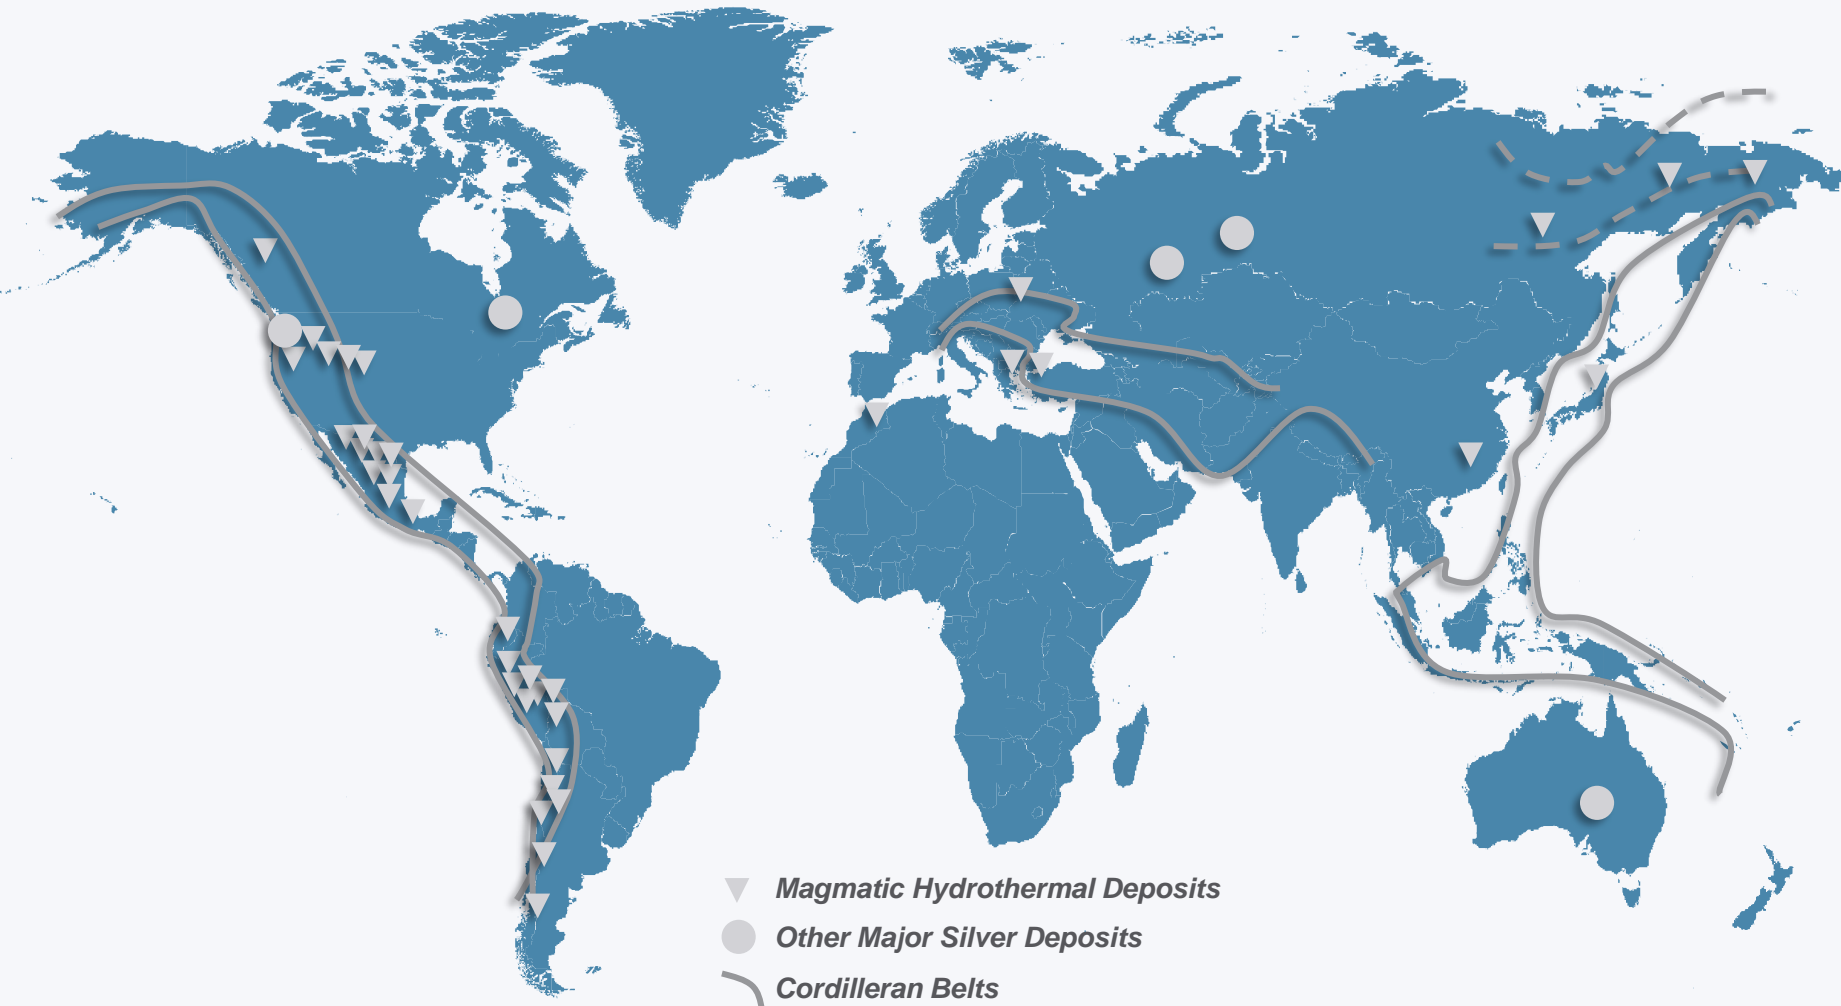 Magmatic Hydrothermal Deposits
Other Major Silver Deposits
Cordilleran Belts